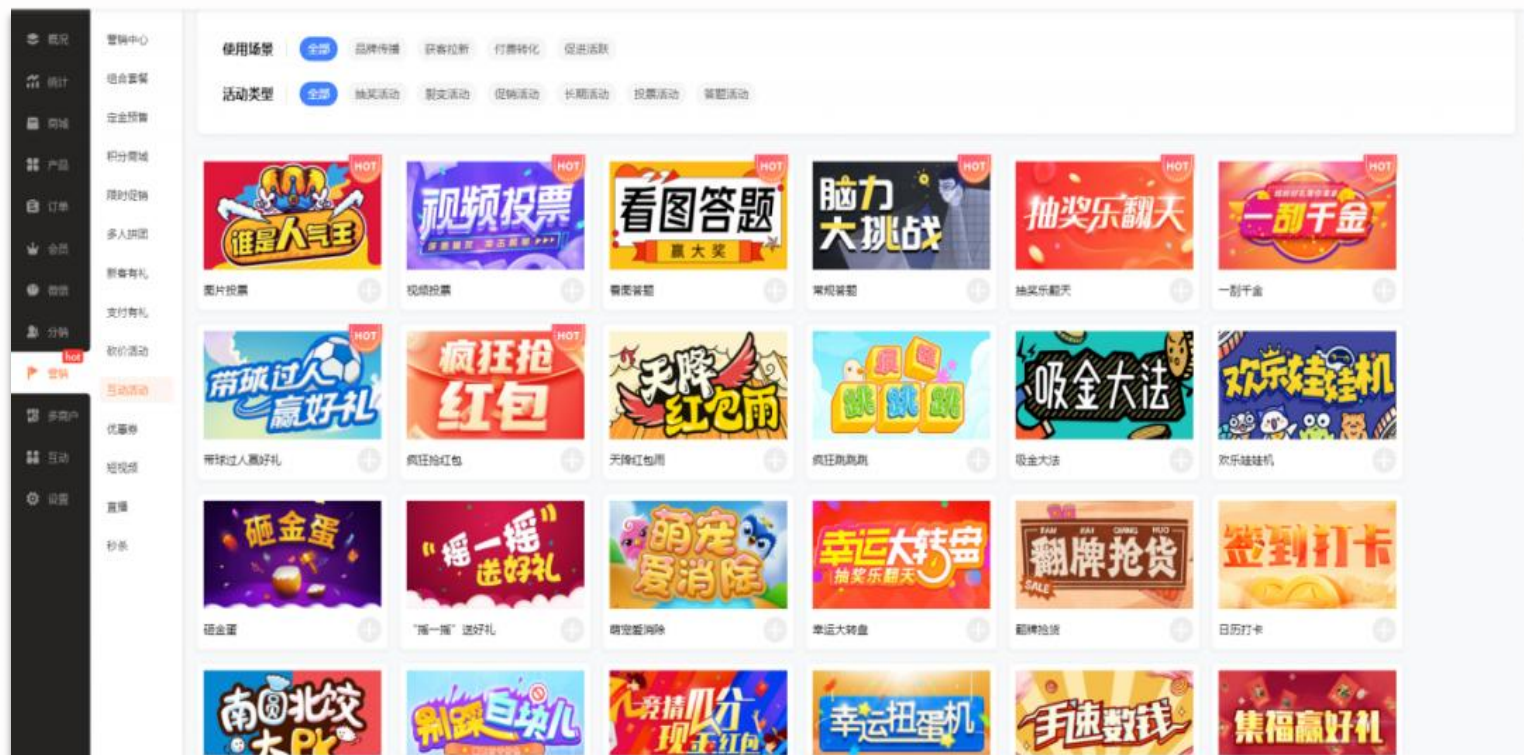 概况
统计
商城
产品
订单
会员
微信
分销
hot
营销
多商户
互动
设置
营销中心
组合套餐
定金预售
积分商城
限时促销
多人拼团
新客有礼
支付有礼
砍价活动
互动活动
优惠券
短视频
直播
秒杀
使用场景 全部 品牌传播 获客拉新 付费转化 促进活跃
活动类型 全部 抽奖活动 裂变活动 促销活动 长期活动 投票活动 答题活动
HOT HOT HOT HOT HOT HOT
谁是人气王
视频投票
看图答题
赢大奖
脑力
大挑战
抽奖乐翻天
一刮千金
图片投票 视频投票 看图答题 常规答题 抽奖乐翻天 一刮千金
HOT HOT
带球过人
赢好礼
疯狂抢
红包
天降
红包雨
疯狂
跳跳跳
吸金大法
欢乐娃娃机
带球过人赢好礼 疯狂抢红包 天降红包雨 疯狂跳跳跳 吸金大法 欢乐娃娃机
砸金蛋
“摇一摇”
送好礼
萌宠
爱消除
幸运大转盘
抽奖乐翻天
FAN PAI QIANG HUO
翻牌抢货
SALE
签到打卡
砸金蛋 “摇一摇”送好礼 萌宠爱消除 幸运大转盘 翻牌抢货 日历打卡
南圆北饺
大PK
别踩白块儿
竞猜瓜分
现金红包
幸运扭蛋机
手速数钱
集福赢好礼